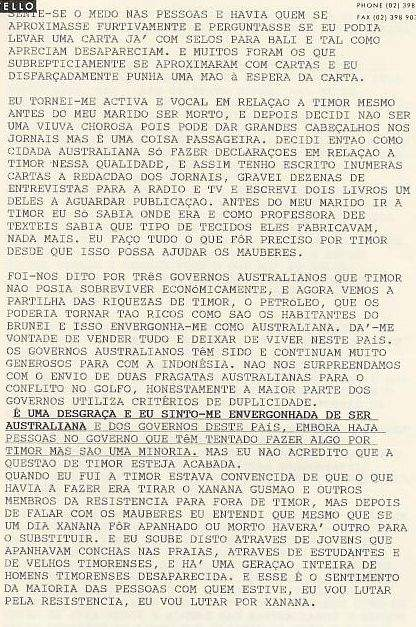 TELLO
PHONE (02) 398
FAX (02) 398 90
SENTE-SE O MEDO NAS PESSOAS E HAVIA QUEM SE
APROXIMASSE FURTIVAMENTE E PERGUNTASSE SE EU PODIA
LEVAR UMA CARTA JA' COM SELOS PARA BALI E TAL COMO
APRECIAM DESAPARECIAM. E MUITOS FORAM OS QUE
SUBREPTICIAMENTE SE APROXIMARAM COM CARTAS E EU
DISFARÇADAMENTE PUNHA UMA MAO à ESPERA DA CARTA.
EU TORNEI-ME ACTIVA E VOCAL EM RELAÇAO A TIMOR MESMO
ANTES DO MEU MARIDO SER MORTO, E DEPOIS DECIDI NAO SER
UMA VIUVA CHOROSA POIS PODE DAR GRANDES CABEÇALHOS NOS
JORNAIS MAS É UMA COISA PASSAGEIRA. DECIDI ENTAO COMO
CIDADA AUSTRALIANA SO FAZER DECLARAÇOES EM RELAÇAO A
TIMOR NESSA QUALIDADE, E ASSIM TENHO ESCRITO INUMERAS
CARTAS A REDACDAO DOS JORNAIS, GRAVEI DEZENAS DE
ENTREVISTAS PARA A RADIO E TV E ESCREVI DOIS LIVROS UM
DELES A AGUARDAR PUBLICAÇAO. ANTES DO MEU MARIDO IR A
TIMOR EU SO SABIA ONDE ERA E COMO PROFESSORA DEE
TEXTEIS SABIA QUE TIPO DE TECIDOS ELES FABRICAVAM,
NADA MAIS. EU FAÇO TUDO O QUE FôR PRECISO POR TIMOR
DESDE QUE ISSO POSSA AJUDAR OS MAUBERES.
FOI-NOS DITO POR TRêS GOVERNOS AUSTRALIANOS QUE TIMOR
NAO POSIA SOBREVIVER ECONóMICAMENTE, E AGORA VEMOS A
PARTILHA DAS RIQUEZAS DE TIMOR, O PETRóLEO, QUE OS
PODERIA TORNAR TAO RICOS COMO SAO OS HABITANTES DO
BRUNEI E ISSO ENVERGONHA-ME COMO AUSTRALIANA. DA'-ME
VONTADE DE VENDER TUDO E DEIXAR DE VIVER NESTE PAíS.
OS GOVERNOS AUSTRALIANOS TêM SIDO E CONTINUAM MUITO
GENEROSOS PARA COM A INDONéSIA. NAO NOS SURPREENDAMOS
COM O ENVIO DE DUAS FRAGATAS AUSTRALIANAS PARA O
CONFLITO NO GOLFO, HONESTAMENTE A MAIOR PARTE DOS
GOVERNOS UTILIZA CRITéRIOS DE DUPLICIDADE.
É UMA DESGRAÇA E EU SINTO-ME ENVERGONHADA DE SER
AUSTRALIANA E DOS GOVERNOS DESTE PAíS, EMBORA HAJA
PESSOAS NO GOVERNO QUE TêM TENTADO FAZER ALGO POR
TIMOR MAS SAO UMA MINORIA. MAS EU NAO ACREDITO QUE A
QUESTAO DE TIMOR ESTEJA ACABADA.
QUANDO EU FUI A TIMOR ESTAVA CONVENCIDA DE QUE O QUE
HAVIA A FAZER ERA TIRAR O XANANA GUSMAO E OUTROS
MEMBROS DA RESISTENCIA PARA FORA DE TIMOR, MAS DEPOIS
DE FALAR COM OS MAUBERES EU ENTENDI QUE MESMO QUE SE
UM DIA XANANA FôR APANHADO OU MORTO HAVERA' OUTRO PARA
O SUBSTITUIR. E EU SOUBE DISTO ATRAVES DE JOVENS QUE
APANHAVAM CONCHAS NAS PRAIAS, ATRAVES DE ESTUDANTES E
DE VELHOS TIMORENSES, E HA' UMA GERAÇAO INTEIRA DE
HOMENS TIMORENSES DESAPARECIDA. E ESSE é O SENTIMENTO
DA MAIORIA DAS PESSOAS COM QUEM ESTIVE, EU VOU LUTAR
PELA RESISTENCIA, EU VOU LUTAR POR XANANA.